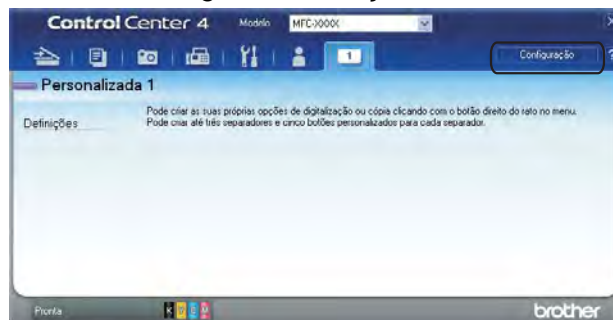 Control Center 4 Modelo MFC-XXXX
1 Configuração ?
Personalizada 1
Definições
Pode criar as suas próprias opções de digitalização ou cópia clicando com o botão direito do rato no menu.
Pode criar até três separadores e cinco botões personalizados para cada separador.
Pronta K Y C M brother